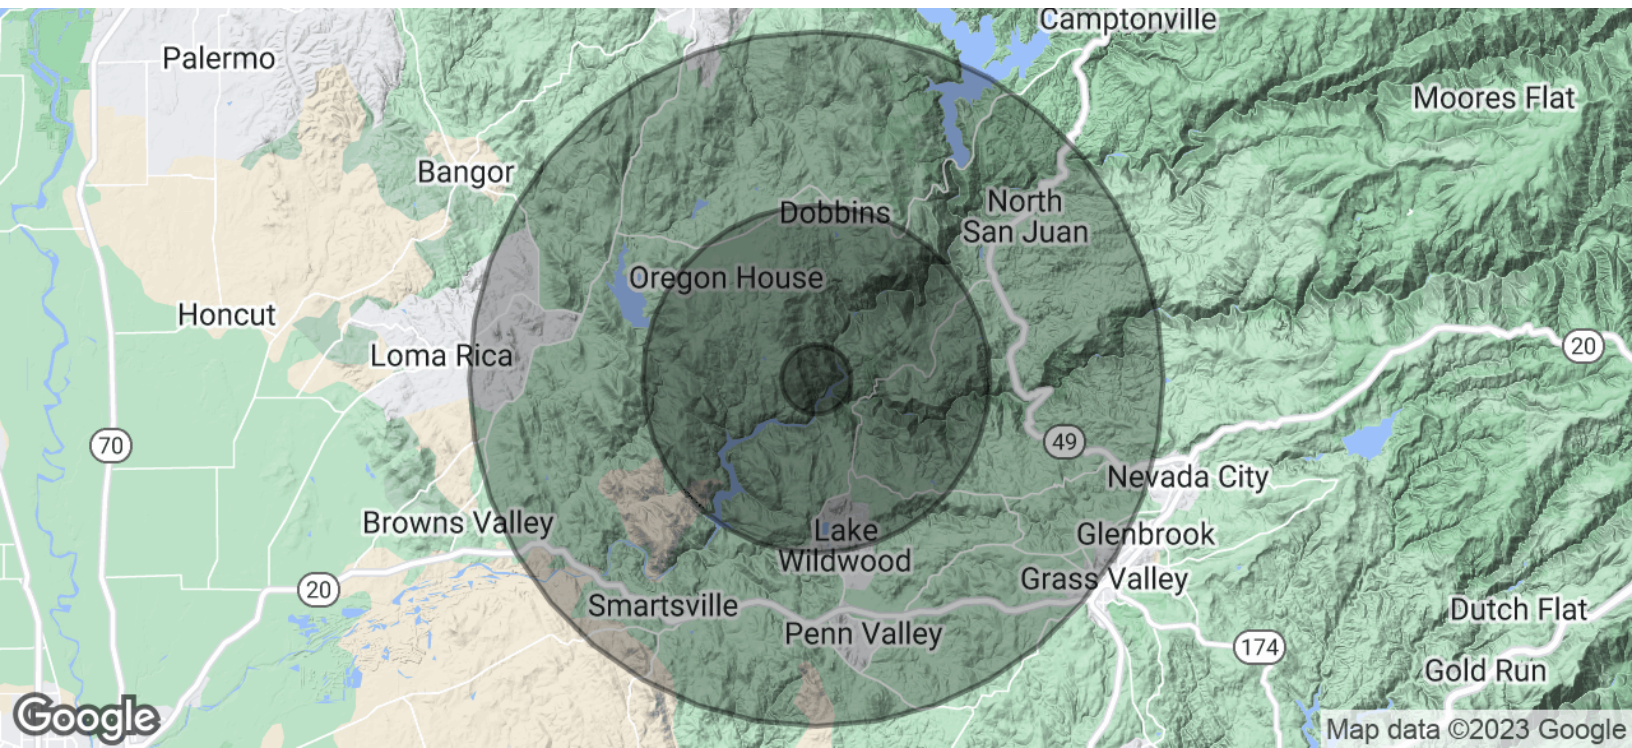 Camptonville
Palermo
Moores Flat
Bangor
North
San Juan
Dobbins
Oregon House
Honcut
Loma Rica
20
70
49
Nevada City
Browns Valley
Lake
Wildwood
Glenbrook
Grass Valley
20
Smartsville
Penn Valley
Dutch Flat
174
Gold Run
Google
Map data ©2023 Google